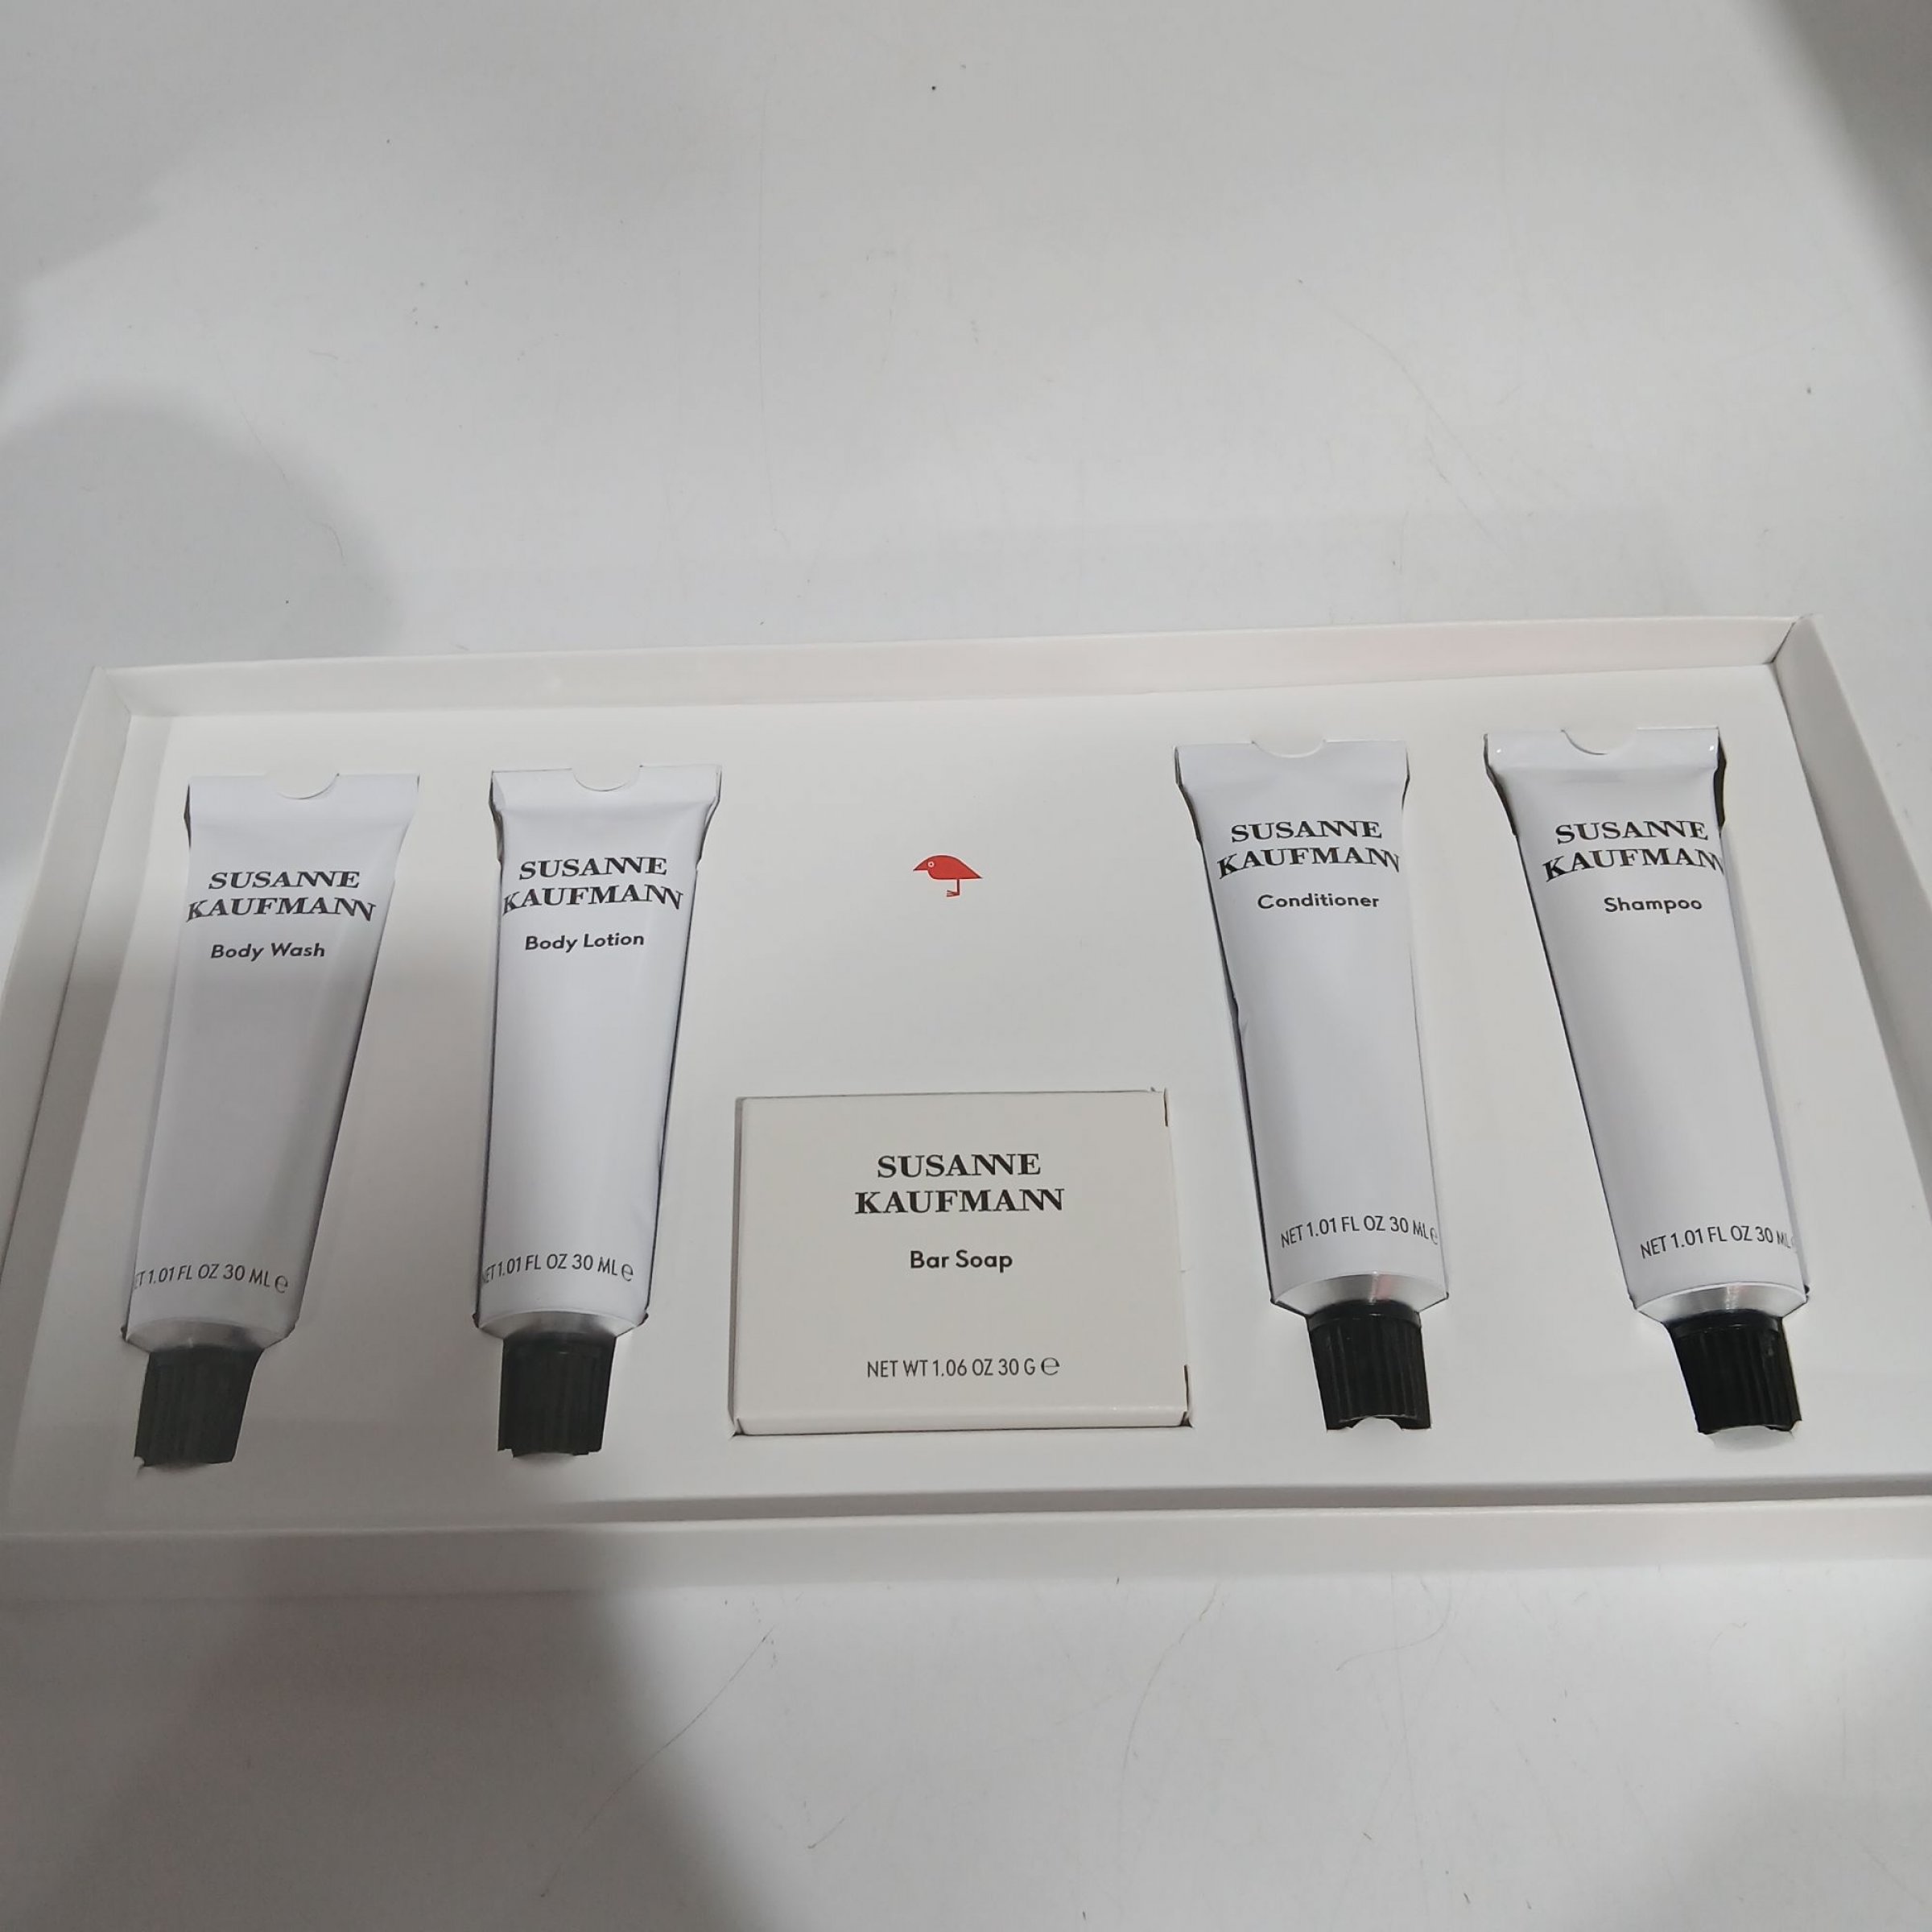 SUSANNE
KAUFMANN
Body Wash
ET 1.01 FL OZ 30 ML ℮
SUSANNE
KAUFMANN
Body Lotion
ET 1.01 FL OZ 30 ML ℮
SUSANNE
KAUFMANN
Bar Soap
NET WT 1.06 OZ 30 G ℮
SUSANNE
KAUFMANN
Conditioner
NET 1.01 FL OZ 30 ML ℮
SUSANNE
KAUFMANN
Shampoo
NET 1.01 FL OZ 30 ML ℮